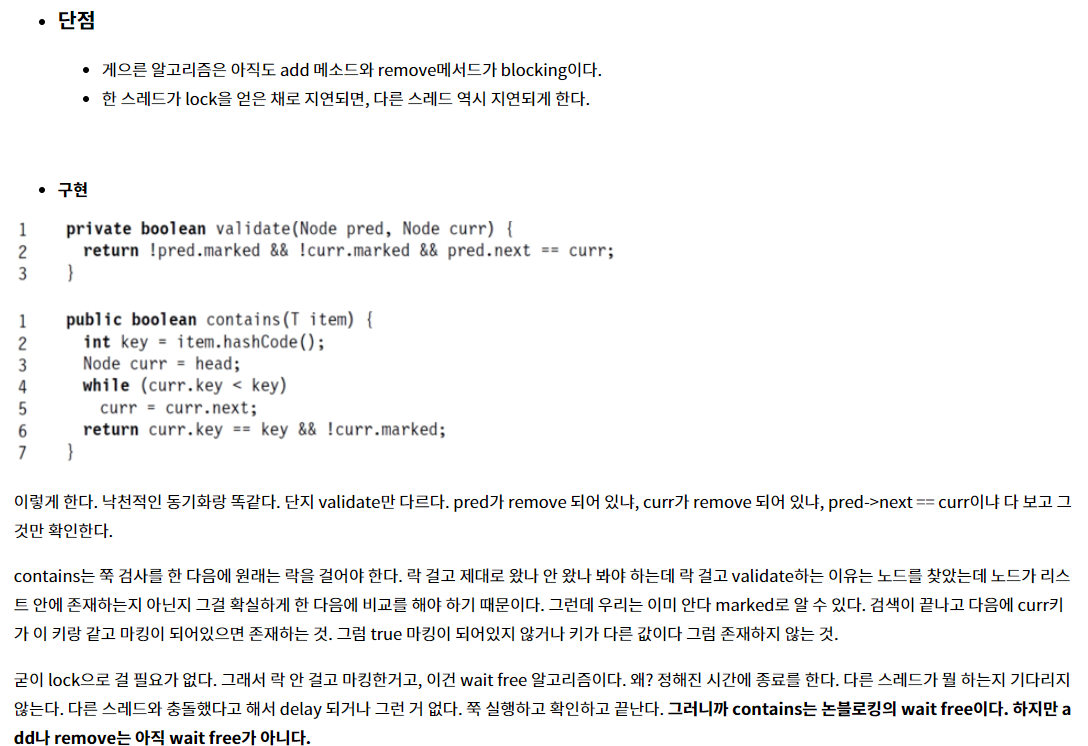 • 단점
• 게으른 알고리즘은 아직도 add 메소드와 remove메서드가 blocking이다.
• 한 스레드가 lock을 얻은 채로 지연되면, 다른 스레드 역시 지연되게 한다.
• 구현
1 private boolean validate(Node pred, Node curr) {
2 return !pred.marked && !curr.marked && pred.next == curr;
3 }
1 public boolean contains(T item) {
2 int key = item.hashCode();
3 Node curr = head;
4 while (curr.key < key)
5 curr = curr.next;
6 return curr.key == key && !curr.marked;
7 }
이렇게 한다. 낙천적인 동기화랑 똑같다. 단지 validate만 다르다. pred가 remove 되어 있냐, curr가 remove 되어 있냐, pred->next == curr이냐 다 보고 그
것만 확인한다.
contains는 쭉 검사를 한 다음에 원래는 락을 걸어야 한다. 락 걸고 제대로 왔나 안 왔나 봐야 하는데 락 걸고 validate하는 이유는 노드를 찾았는데 노드가 리스
트 안에 존재하는지 아닌지 그걸 확실하게 한 다음에 비교를 해야 하기 때문이다. 그런데 우리는 이미 안다 marked로 알 수 있다. 검색이 끝나고 다음에 curr키
가 이 키랑 같고 마킹이 되어있으면 존재하는 것. 그럼 true 마킹이 되어있지 않거나 키가 다른 값이다 그럼 존재하지 않는 것.
굳이 lock으로 걸 필요가 없다. 그래서 락 안 걸고 마킹한거고, 이건 wait free 알고리즘이다. 왜? 정해진 시간에 종료를 한다. 다른 스레드가 뭘 하는지 기다리지
않는다. 다른 스레드와 충돌했다고 해서 delay 되거나 그런 거 없다. 쭉 실행하고 확인하고 끝난다. 그러니까 contains는 논블로킹의 wait free이다. 하지만 a
dd나 remove는 아직 wait free가 아니다.